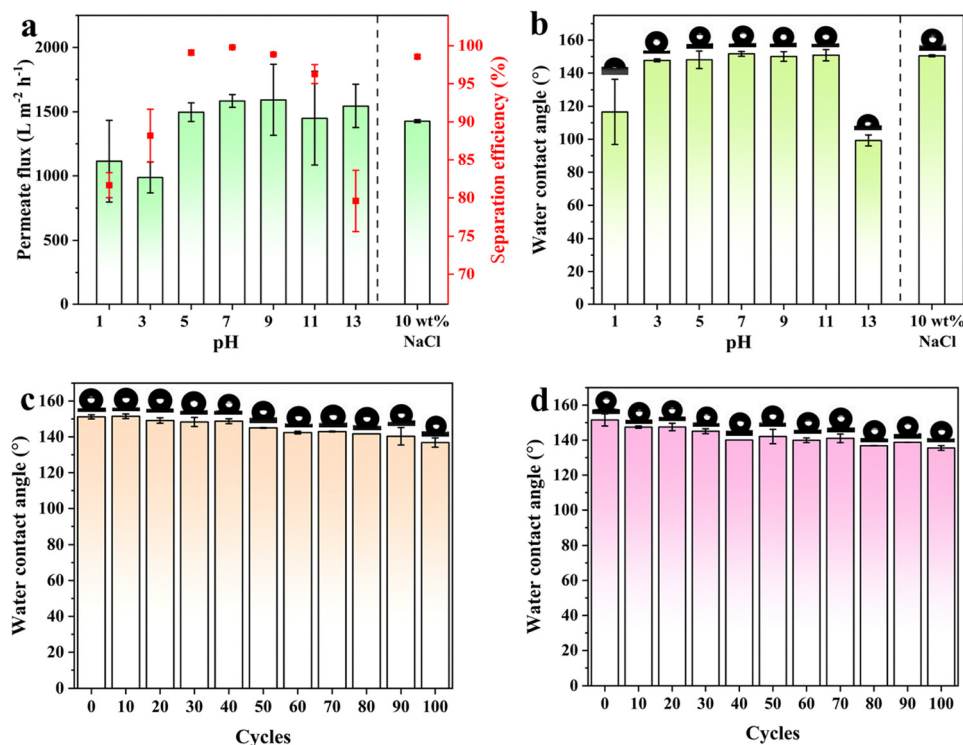 a
Permeate flux (L m⁻² h⁻¹)
2000
1500
1000
500
0
1 3 5 7 9 11 13 10 wt%
NaCl
pH
100
95
90
85
80
75
70
Separation efficiency (%)
b
Water contact angle (°)
160
140
120
100
80
60
40
20
0
1 3 5 7 9 11 13 10 wt%
NaCl
pH
c
Water contact angle (°)
160
140
120
100
80
60
40
20
0
0 10 20 30 40 50 60 70 80 90 100
Cycles
d
Water contact angle (°)
160
140
120
100
80
60
40
20
0
0 10 20 30 40 50 60 70 80 90 100
Cycles